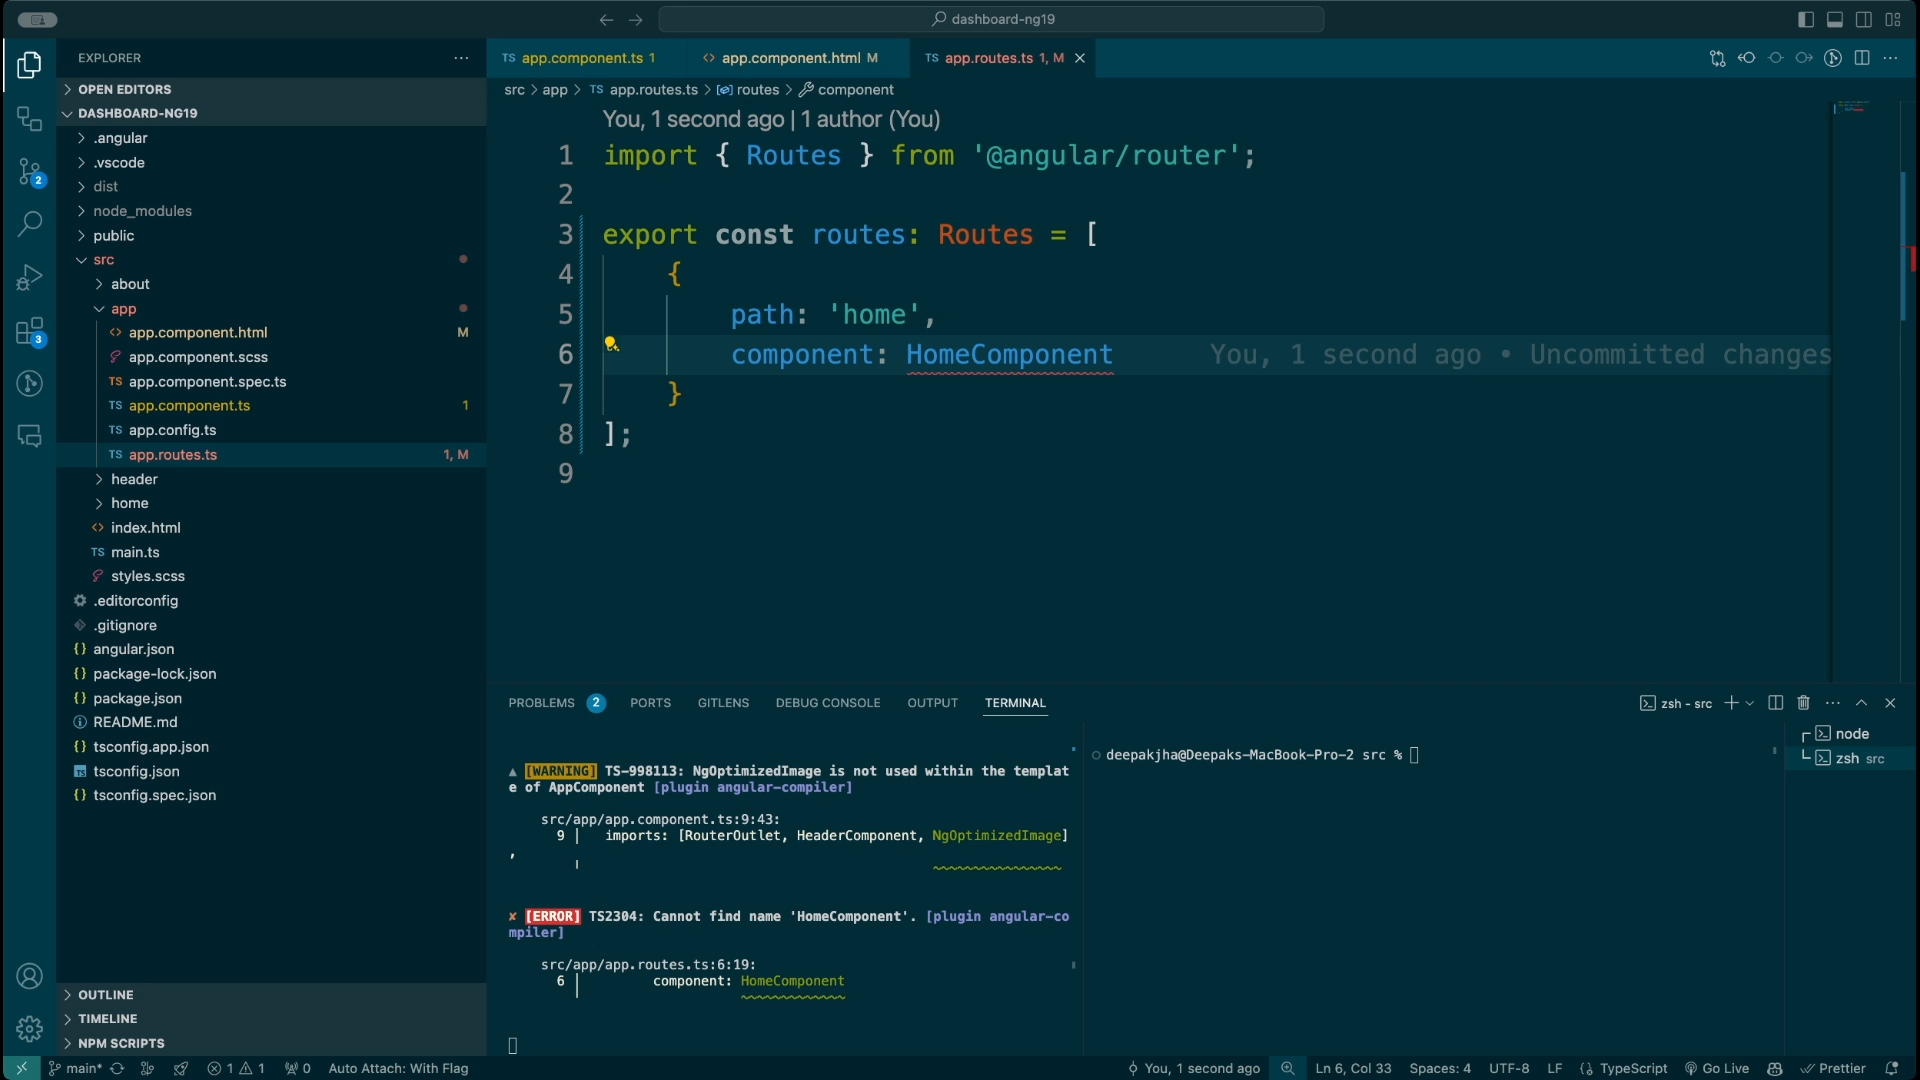 dashboard-ng19
EXPLORER
OPEN EDITORS
DASHBOARD-NG19
.angular
.vscode
dist
node_modules
public
src
about
app
app.component.html M
app.component.scss
TS app.component.spec.ts
TS app.component.ts 1
TS app.config.ts
TS app.routes.ts 1, M
header
home
index.html
TS main.ts
styles.scss
.editorconfig
.gitignore
{} angular.json
{} package-lock.json
{} package.json
README.md
{} tsconfig.app.json
TS tsconfig.json
{} tsconfig.spec.json
OUTLINE
TIMELINE
NPM SCRIPTS
2
3
TS app.component.ts 1
<> app.component.html M
TS app.routes.ts 1, M
src > app > TS app.routes.ts > routes > component
You, 1 second ago | 1 author (You)
1 import { Routes } from '@angular/router';
2
3 export const routes: Routes = [
4 {
5 path: 'home',
6 component: HomeComponent You, 1 second ago • Uncommitted changes
7 }
8 ];
9
PROBLEMS 2 PORTS GITLENS DEBUG CONSOLE OUTPUT TERMINAL
zsh - src
▲ [WARNING] TS-998113: NgOptimizedImage is not used within the templat
e of AppComponent [plugin angular-compiler]
src/app/app.component.ts:9:43:
9 │ imports: [RouterOutlet, HeaderComponent, NgOptimizedImage]
,
✘ [ERROR] TS2304: Cannot find name 'HomeComponent'. [plugin angular-co
mpiler]
src/app/app.routes.ts:6:19:
6 │ component: HomeComponent
deepakjha@Deepaks-MacBook-Pro-2 src %
node
zsh src
main* 1 1 0 Auto Attach: With Flag
You, 1 second ago Ln 6, Col 33 Spaces: 4 UTF-8 LF {} TypeScript Go Live Prettier